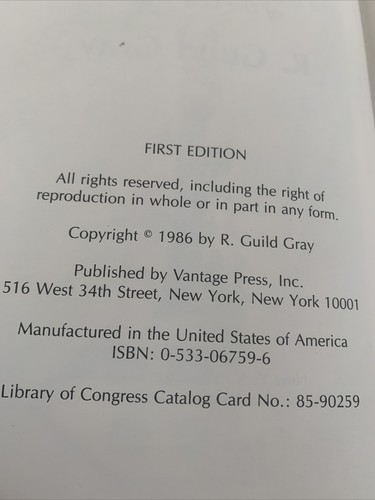 FIRST EDITION
All rights reserved, including the right of
reproduction in whole or in part in any form.
Copyright © 1986 by R. Guild Gray
Published by Vantage Press, Inc.
516 West 34th Street, New York, New York 10001
Manufactured in the United States of America
ISBN: 0-533-06759-6
Library of Congress Catalog Card No.: 85-90259